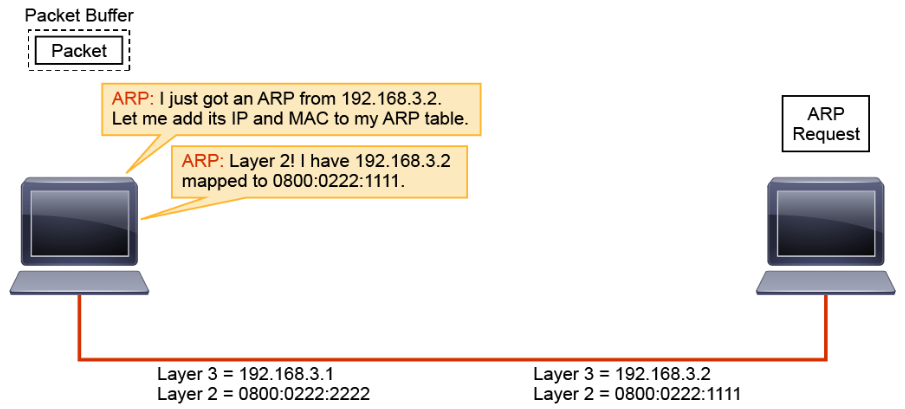 Packet Buffer
Packet
ARP: I just got an ARP from 192.168.3.2.
Let me add its IP and MAC to my ARP table.
ARP: Layer 2! I have 192.168.3.2
mapped to 0800:0222:1111.
ARP
Request
Layer 3 = 192.168.3.1
Layer 2 = 0800:0222:2222
Layer 3 = 192.168.3.2
Layer 2 = 0800:0222:1111